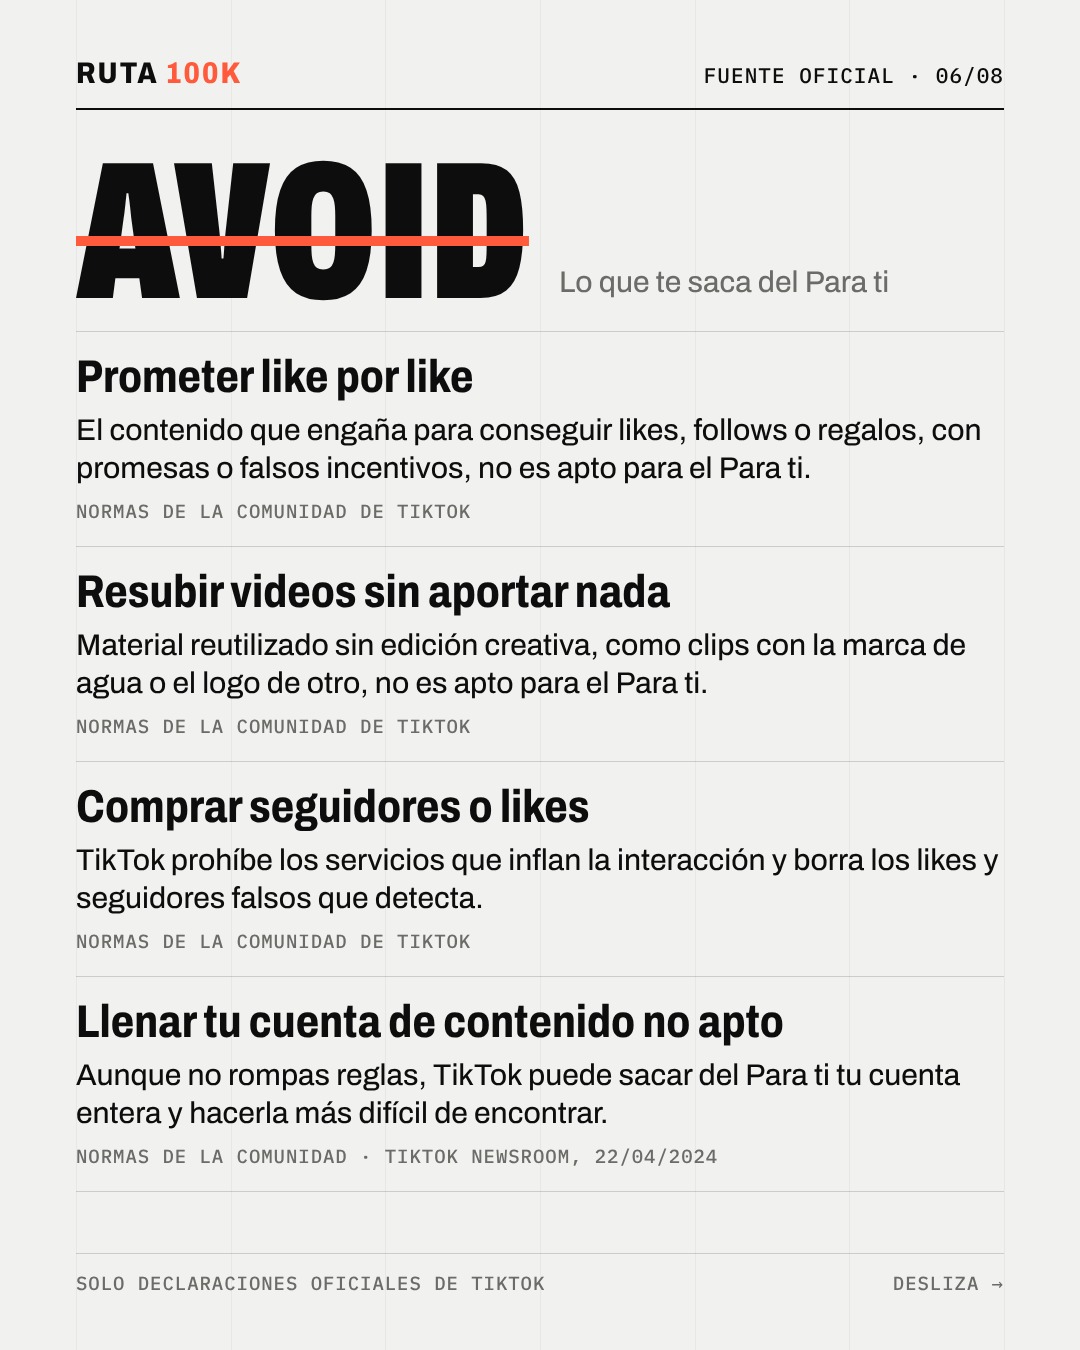 RUTA 100K
FUENTE OFICIAL · 06/08
AVOID
Lo que te saca del Para ti
Prometer like por like
El contenido que engaña para conseguir likes, follows o regalos, con
promesas o falsos incentivos, no es apto para el Para ti.
NORMAS DE LA COMUNIDAD DE TIKTOK
Resubir videos sin aportar nada
Material reutilizado sin edición creativa, como clips con la marca de
agua o el logo de otro, no es apto para el Para ti.
NORMAS DE LA COMUNIDAD DE TIKTOK
Comprar seguidores o likes
TikTok prohíbe los servicios que inflan la interacción y borra los likes y
seguidores falsos que detecta.
NORMAS DE LA COMUNIDAD DE TIKTOK
Llenar tu cuenta de contenido no apto
Aunque no rompas reglas, TikTok puede sacar del Para ti tu cuenta
entera y hacerla más difícil de encontrar.
NORMAS DE LA COMUNIDAD · TIKTOK NEWSROOM, 22/04/2024
SOLO DECLARACIONES OFICIALES DE TIKTOK
DESLIZA →